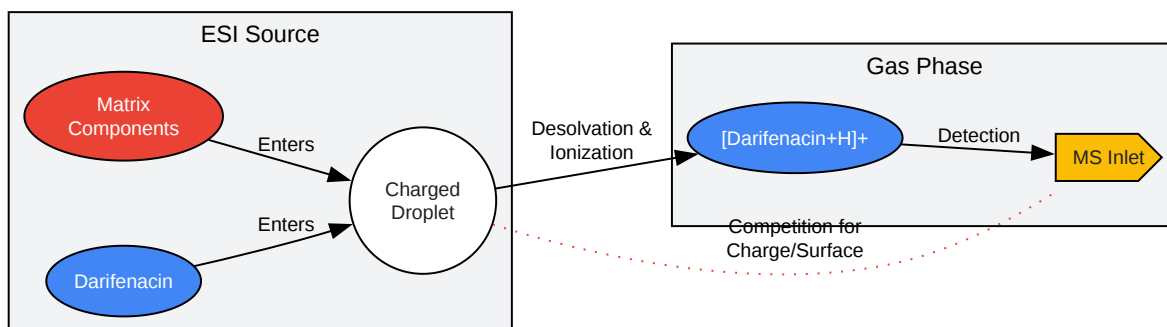 ESI Source
Matrix
Components
Enters
Charged
Droplet
Enters
Darifenacin
Desolvation &
Ionization
Gas Phase
[Darifenacin+H]+
Detection
MS Inlet
Competition for
Charge/Surface